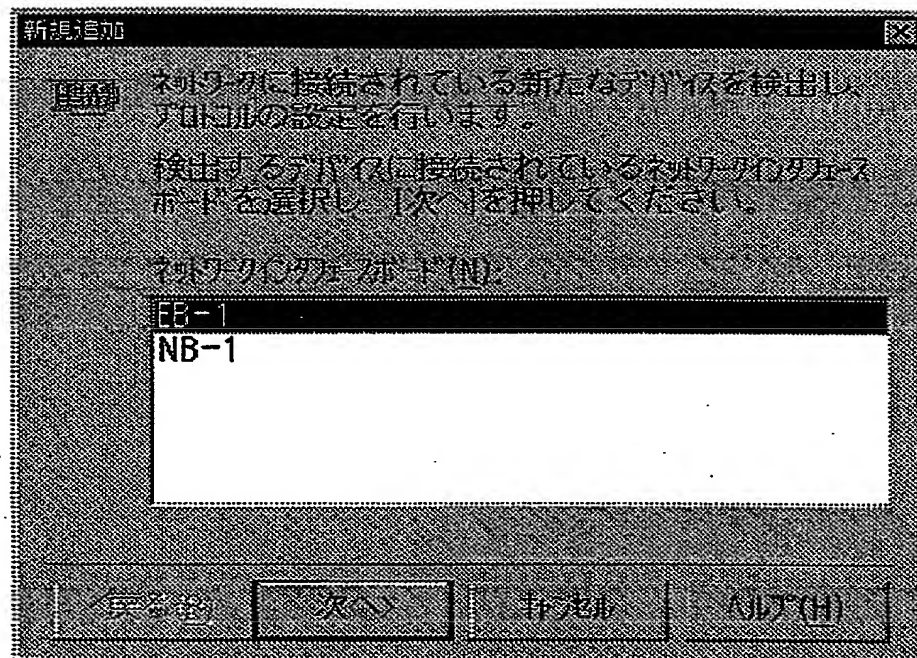 新規追加
ﾈｯﾄﾜｰｸに接続されている新たなﾃﾞﾊﾞｲｽを検出し、
ﾌﾟﾛﾄｺﾙの設定を行います。
検出するﾃﾞﾊﾞｲｽに接続されているﾈｯﾄﾜｰｸｲﾝﾀﾌｪｰｽ
ﾎﾞｰﾄﾞを選択し、[次へ]を押してください。
ﾈｯﾄﾜｰｸｲﾝﾀﾌｪｰｽﾎﾞｰﾄﾞ(N):
EB-1
NB-1
<戻る(B) 次へ> ｷｬﾝｾﾙ ﾍﾙﾌﾟ(H)